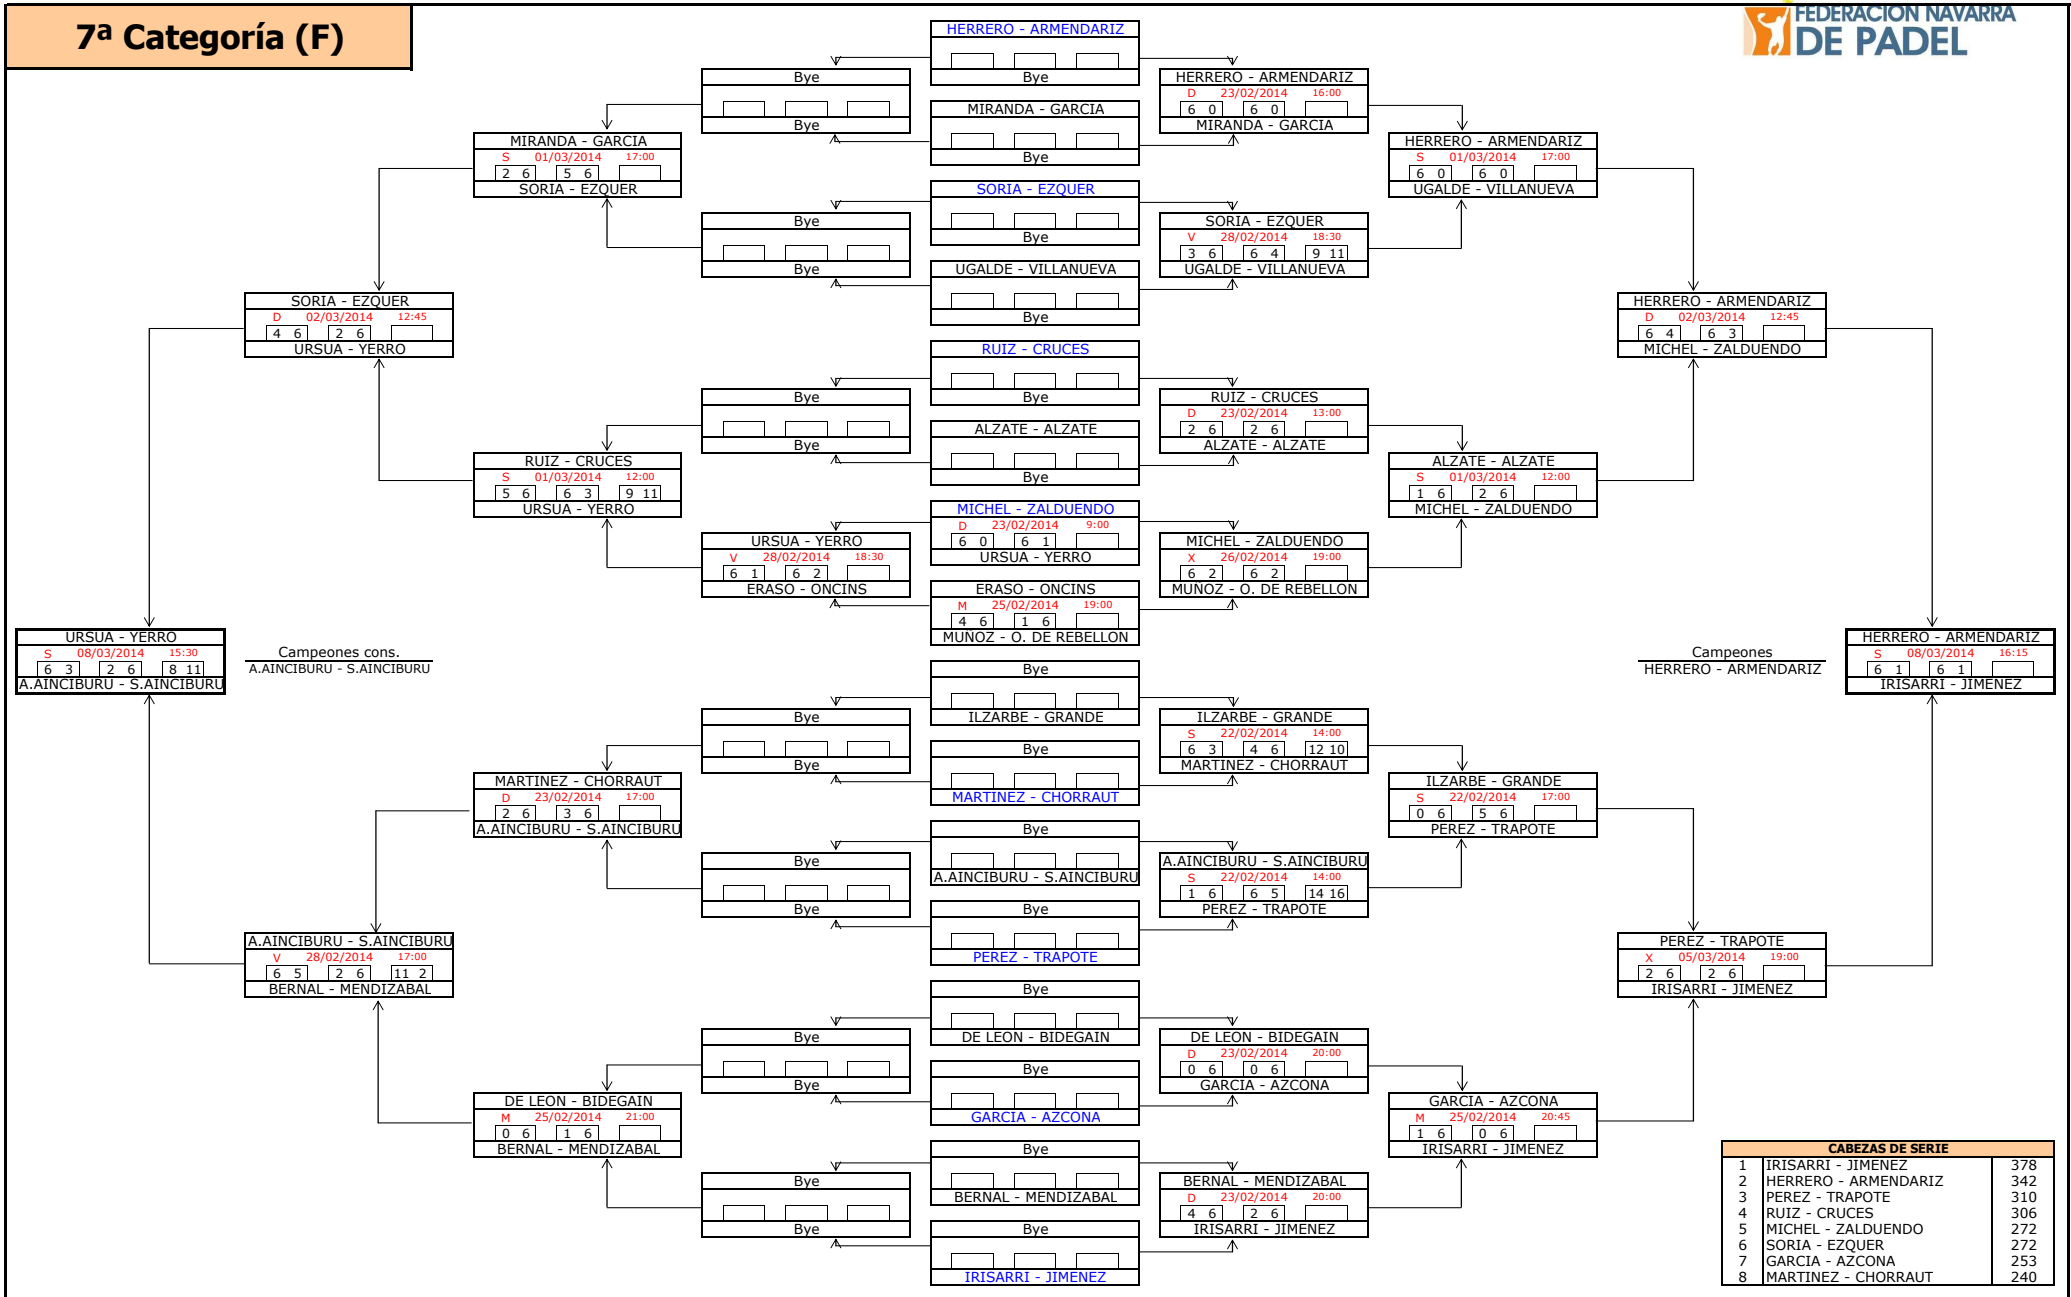 7ª Categoría (F)
FEDERACION NAVARRA
DE PADEL
URSUA - YERRO
S 08/03/2014 15:30
6 3 2 6 8 11
A.AINCIBURU - S.AINCIBURU
Campeones cons.
A.AINCIBURU - S.AINCIBURU
SORIA - EZQUER
D 02/03/2014 12:45
4 6 2 6
URSUA - YERRO
A.AINCIBURU - S.AINCIBURU
V 28/02/2014 17:00
6 5 2 6 11 2
BERNAL - MENDIZABAL
MIRANDA - GARCIA
S 01/03/2014 17:00
2 6 5 6
SORIA - EZQUER
RUIZ - CRUCES
S 01/03/2014 12:00
5 6 6 3 9 11
URSUA - YERRO
MARTINEZ - CHORRAUT
D 23/02/2014 17:00
2 6 3 6
A.AINCIBURU - S.AINCIBURU
DE LEON - BIDEGAIN
M 25/02/2014 21:00
0 6 1 6
BERNAL - MENDIZABAL
Bye
Bye
Bye
Bye
Bye
Bye
URSUA - YERRO
V 28/02/2014 18:30
6 1 6 2
ERASO - ONCINS
Bye
Bye
Bye
Bye
Bye
Bye
Bye
Bye
HERRERO - ARMENDARIZ
Bye
MIRANDA - GARCIA
Bye
SORIA - EZQUER
Bye
UGALDE - VILLANUEVA
Bye
RUIZ - CRUCES
Bye
ALZATE - ALZATE
Bye
MICHEL - ZALDUENDO
D 23/02/2014 9:00
6 0 6 1
URSUA - YERRO
ERASO - ONCINS
M 25/02/2014 19:00
4 6 1 6
MUÑOZ - O. DE REBELLON
Bye
ILZARBE - GRANDE
Bye
MARTINEZ - CHORRAUT
Bye
A.AINCIBURU - S.AINCIBURU
Bye
PEREZ - TRAPOTE
Bye
DE LEON - BIDEGAIN
Bye
GARCIA - AZCONA
Bye
BERNAL - MENDIZABAL
Bye
IRISARRI - JIMENEZ
HERRERO - ARMENDARIZ
D 23/02/2014 16:00
6 0 6 0
MIRANDA - GARCIA
SORIA - EZQUER
V 28/02/2014 18:30
3 6 6 4 9 11
UGALDE - VILLANUEVA
RUIZ - CRUCES
D 23/02/2014 13:00
2 6 2 6
ALZATE - ALZATE
MICHEL - ZALDUENDO
X 26/02/2014 19:00
6 2 6 2
MUÑOZ - O. DE REBELLON
ILZARBE - GRANDE
S 22/02/2014 14:00
6 3 4 6 12 10
MARTINEZ - CHORRAUT
A.AINCIBURU - S.AINCIBURU
S 22/02/2014 14:00
1 6 6 5 14 16
PEREZ - TRAPOTE
DE LEON - BIDEGAIN
D 23/02/2014 20:00
0 6 0 6
GARCIA - AZCONA
BERNAL - MENDIZABAL
D 23/02/2014 20:00
4 6 2 6
IRISARRI - JIMENEZ
HERRERO - ARMENDARIZ
S 01/03/2014 17:00
6 0 6 0
UGALDE - VILLANUEVA
ALZATE - ALZATE
S 01/03/2014 12:00
1 6 2 6
MICHEL - ZALDUENDO
ILZARBE - GRANDE
S 22/02/2014 17:00
0 6 5 6
PEREZ - TRAPOTE
GARCIA - AZCONA
M 25/02/2014 20:45
1 6 0 6
IRISARRI - JIMENEZ
HERRERO - ARMENDARIZ
D 02/03/2014 12:45
6 4 6 3
MICHEL - ZALDUENDO
PEREZ - TRAPOTE
X 05/03/2014 19:00
2 6 2 6
IRISARRI - JIMENEZ
Campeones
HERRERO - ARMENDARIZ
HERRERO - ARMENDARIZ
S 08/03/2014 16:15
6 1 6 1
IRISARRI - JIMENEZ
CABEZAS DE SERIE
1 IRISARRI - JIMENEZ 378
2 HERRERO - ARMENDARIZ 342
3 PEREZ - TRAPOTE 310
4 RUIZ - CRUCES 306
5 MICHEL - ZALDUENDO 272
6 SORIA - EZQUER 272
7 GARCIA - AZCONA 253
8 MARTINEZ - CHORRAUT 240